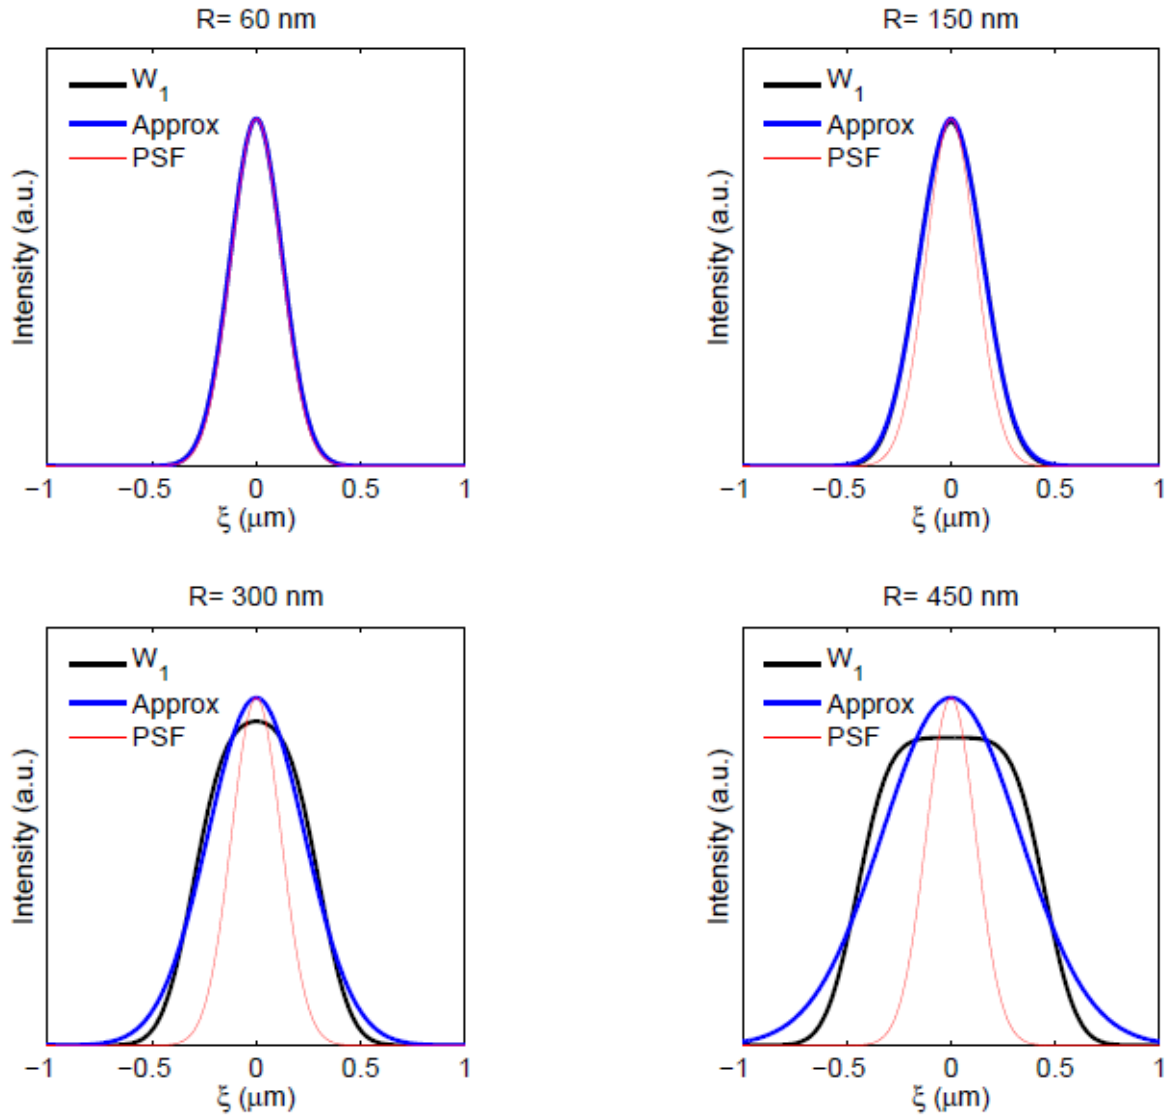 R= 60 nm
W1
Approx
PSF
Intensity (a.u.)
−1 −0.5 0 0.5 1
ξ (μm)
R= 150 nm
W1
Approx
PSF
Intensity (a.u.)
−1 −0.5 0 0.5 1
ξ (μm)
R= 300 nm
W1
Approx
PSF
Intensity (a.u.)
−1 −0.5 0 0.5 1
ξ (μm)
R= 450 nm
W1
Approx
PSF
Intensity (a.u.)
−1 −0.5 0 0.5 1
ξ (μm)